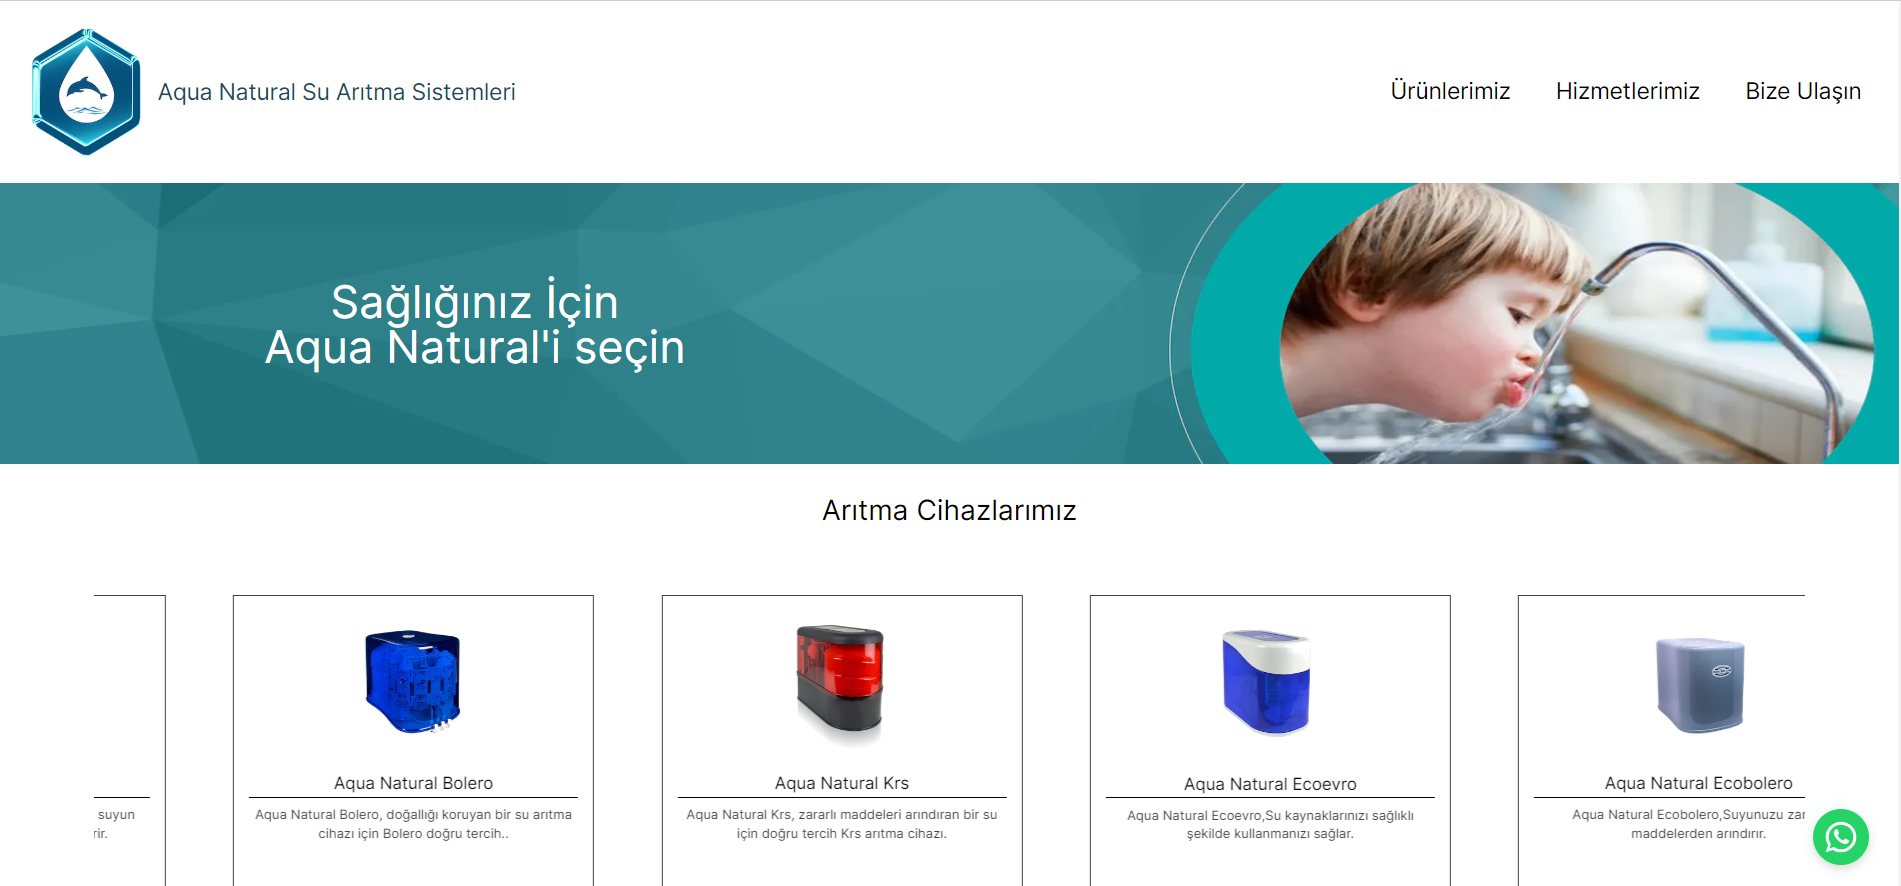 Aqua Natural Su Arıtma Sistemleri
Ürünlerimiz
Hizmetlerimiz
Bize Ulaşın
Sağlığınız İçin
Aqua Natural'i seçin
Arıtma Cihazlarımız
suyun
rir.
Aqua Natural Bolero
Aqua Natural Bolero, doğallığı koruyan bir su arıtma
cihazı için Bolero doğru tercih..
Aqua Natural Krs
Aqua Natural Krs, zararlı maddeleri arındıran bir su
için doğru tercih Krs arıtma cihazı.
Aqua Natural Ecoevro
Aqua Natural Ecoevro,Su kaynaklarınızı sağlıklı
şekilde kullanmanızı sağlar.
Aqua Natural Ecobolero
Aqua Natural Ecobolero,Suyunuzu zar
maddelerden arındırır.